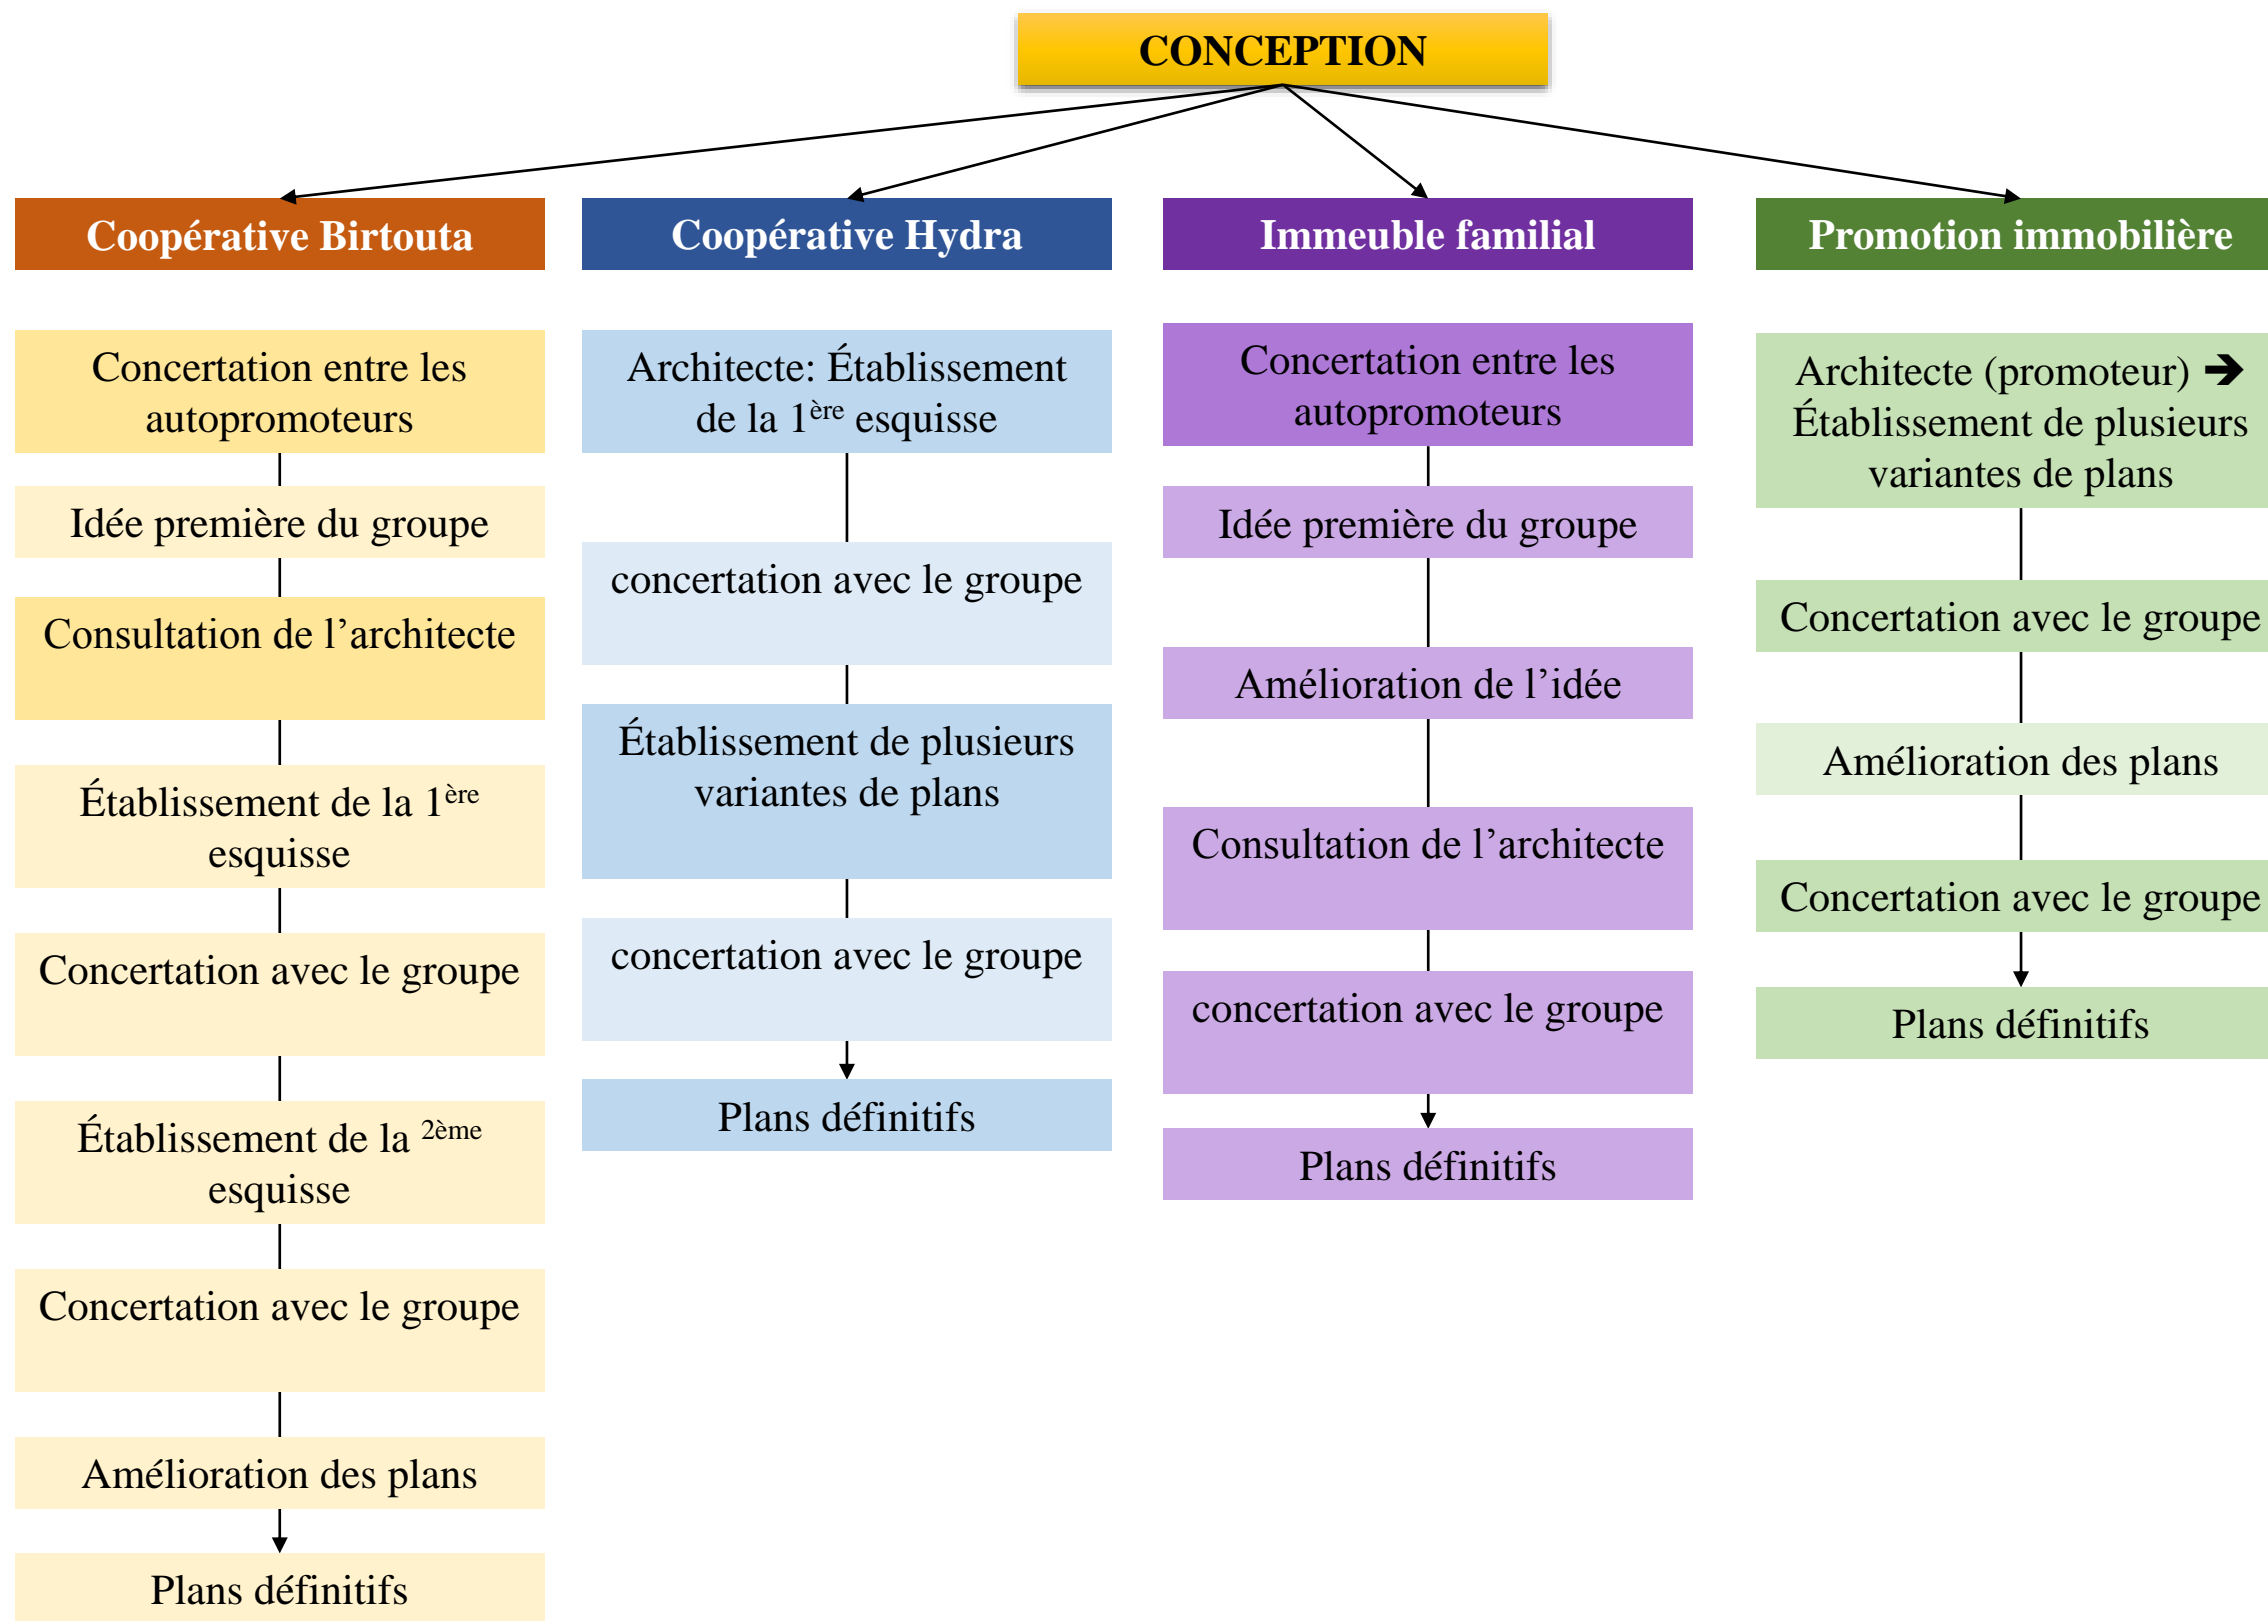 CONCEPTION
Coopérative Birtouta
Concertation entre les
autopromoteurs
Idée première du groupe
Consultation de l’architecte
Établissement de la 1ère
esquisse
Concertation avec le groupe
Établissement de la 2ème
esquisse
Concertation avec le groupe
Amélioration des plans
Plans définitifs
Coopérative Hydra
Architecte: Établissement
de la 1ère esquisse
concertation avec le groupe
Établissement de plusieurs
variantes de plans
concertation avec le groupe
Plans définitifs
Immeuble familial
Concertation entre les
autopromoteurs
Idée première du groupe
Amélioration de l’idée
Consultation de l’architecte
concertation avec le groupe
Plans définitifs
Promotion immobilière
Architecte (promoteur) ➔
Établissement de plusieurs
variantes de plans
Concertation avec le groupe
Amélioration des plans
Concertation avec le groupe
Plans définitifs